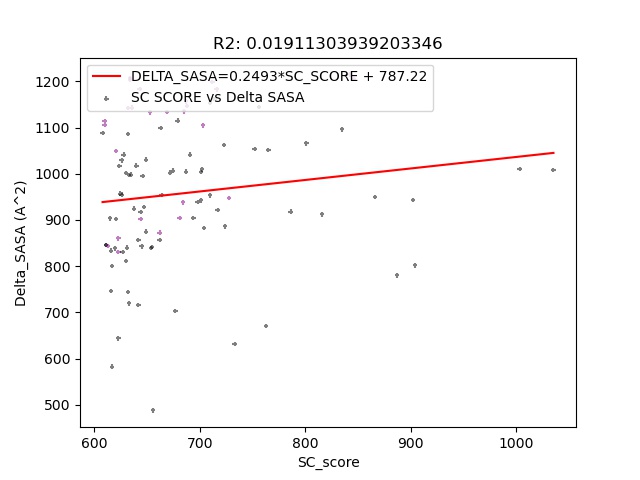 R2: 0.01911303939203346
DELTA_SASA=0.2493*SC_SCORE + 787.22
SC SCORE vs Delta SASA
1200
1100
1000
900
800
700
600
500
Delta_SASA (A^2)
600 700 800 900 1000
SC_score